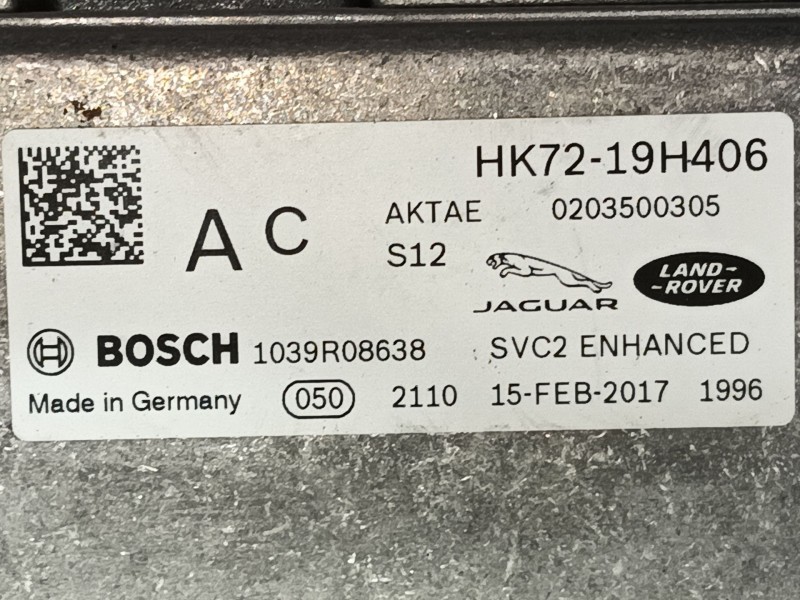 HK72-19H406
A C AKTAE 0203500305
S12
JAGUAR
LAND-
-ROVER
BOSCH 1039R08638 SVC2 ENHANCED
Made in Germany 050 2110 15-FEB-2017 1996